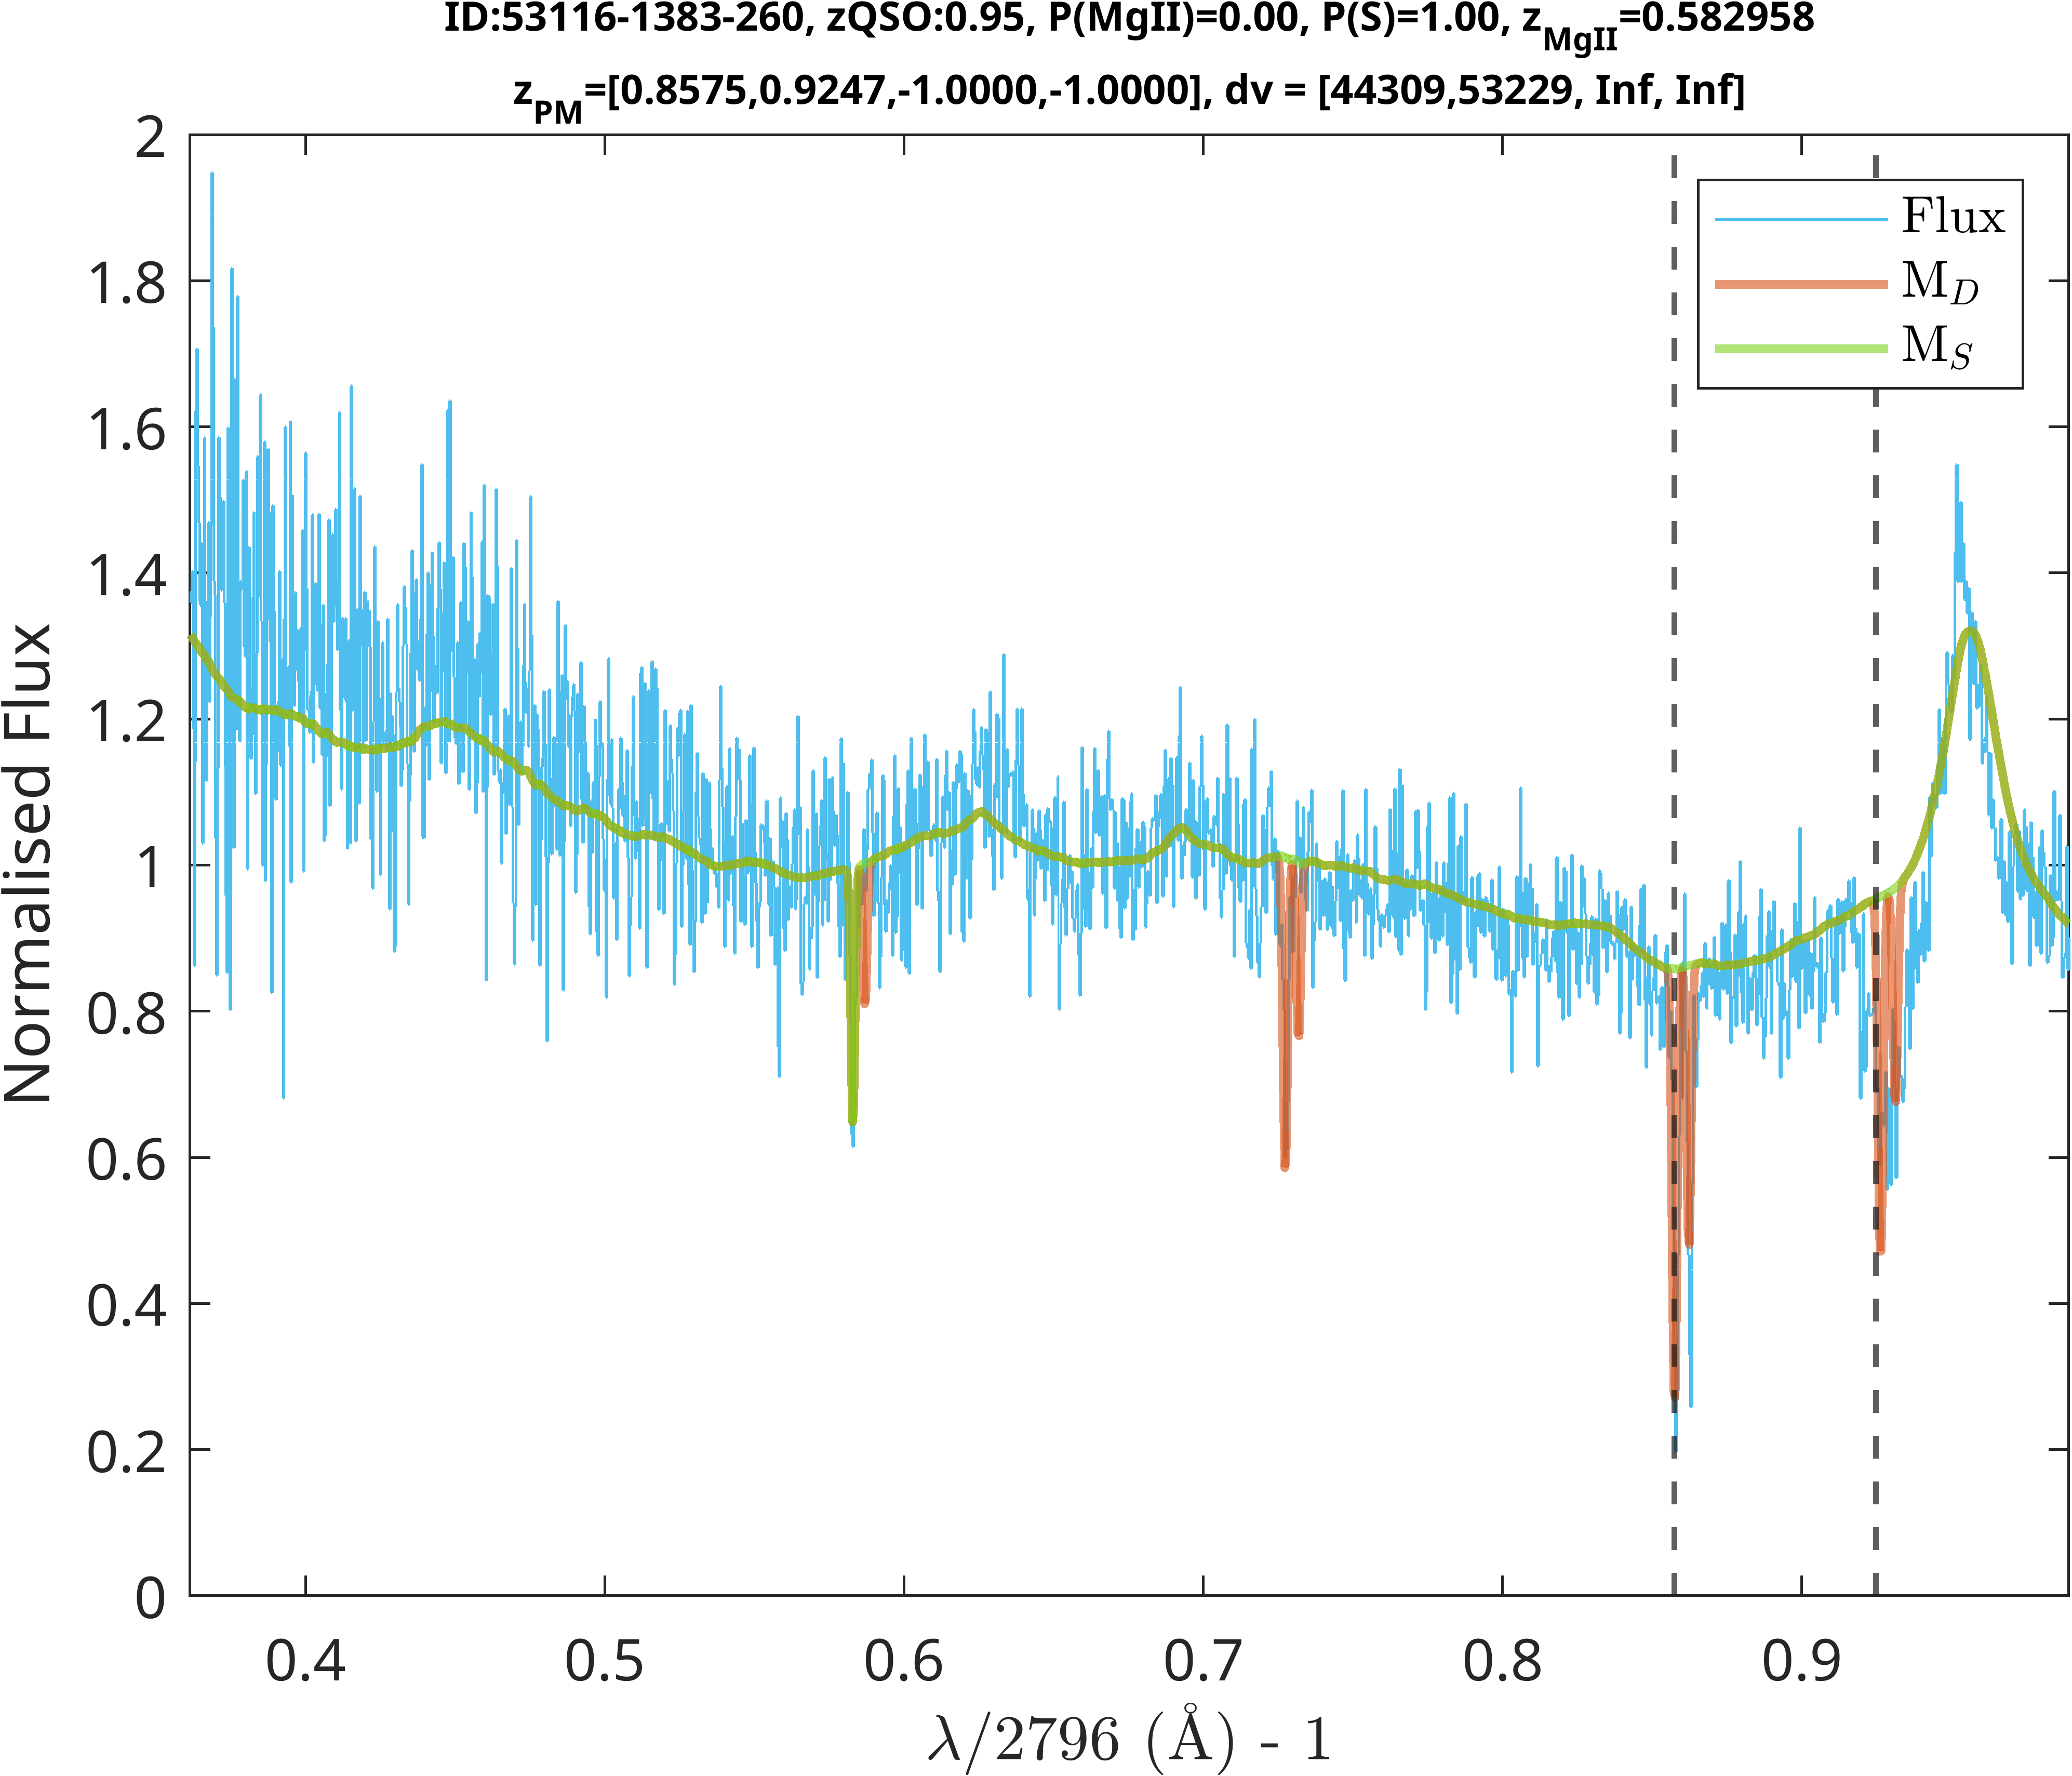 ID:53116-1383-260, zQSO:0.95, P(MgII)=0.00, P(S)=1.00, zMgII=0.582958
zPM=[0.8575,0.9247,-1.0000,-1.0000], dv = [44309,53229, Inf, Inf]
2
1.8
1.6
1.4
1.2
1
0.8
0.6
0.4
0.2
0
Normalised Flux
Flux
MD
MS
0.4 0.5 0.6 0.7 0.8 0.9
λ/2796 (Å) - 1